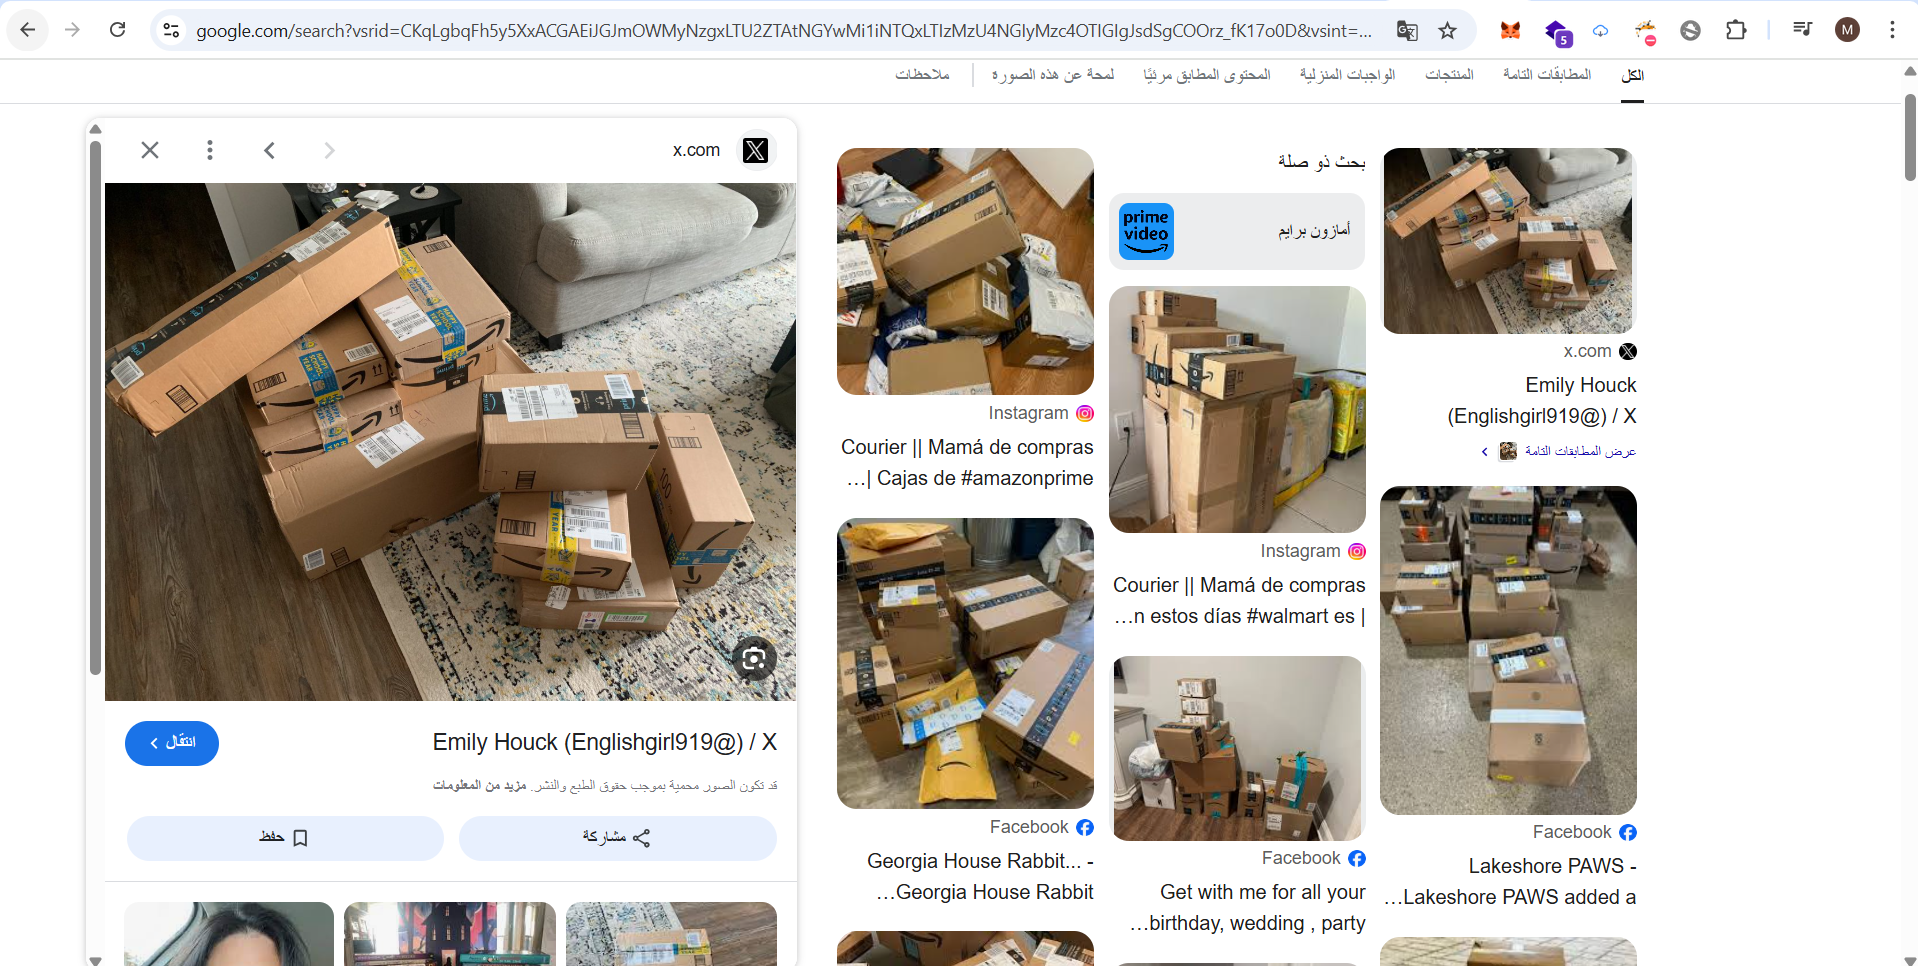 google.com/search?vsrid=CKqLgbqFh5y5XxACGAEiJGJmOWMyNzgxLTU2ZTAtNGYwMi1iNTQxLTIzMzU4NGIyMzc4OTIGIgJsdSgCOOrz_fK17o0D&vsint=...
5
M
الكل
المطابقات التامة
المنتجات
الواجبات المنزلية
المحتوى المطابق مرئيًا
لمحة عن هذه الصورة
ملاحظات
x.com
Emily Houck (Englishgirl919@) / X
انتقال
قد تكون الصور محمية بموجب حقوق الطبع والنشر. مزيد من المعلومات
مشاركة
حفظ
x.com
Emily Houck
(Englishgirl919@) / X
عرض المطابقات التامة
Facebook
Lakeshore PAWS -
...Lakeshore PAWS added a
بحث ذو صلة
prime
video
أمازون برايم
Instagram
Courier || Mamá de compras
...n estos días #walmart es |
Facebook
Get with me for all your
...birthday, wedding , party
Instagram
Courier || Mamá de compras
...| Cajas de #amazonprime
Facebook
Georgia House Rabbit... -
...Georgia House Rabbit